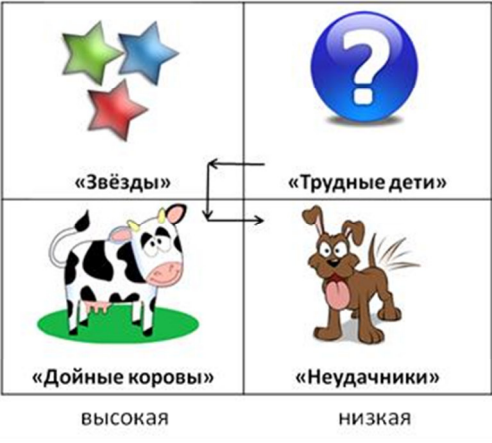 ?
«Звёзды»
«Трудные дети»
«Дойные коровы»
«Неудачники»
высокая
низкая